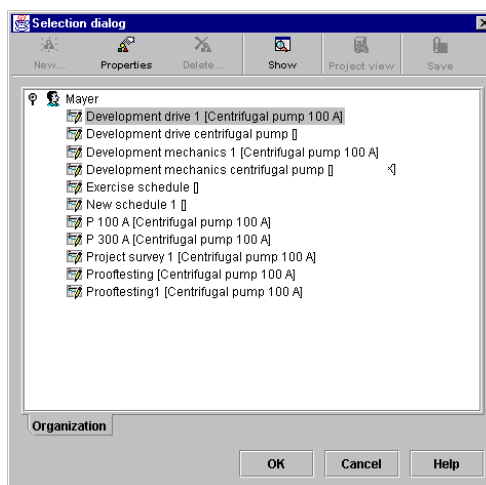 Selection dialog
New... Properties Delete... Show Project view Save
Mayer
Development drive 1 [Centrifugal pump 100 A]
Development drive centrifugal pump []
Development mechanics 1 [Centrifugal pump 100 A]
Development mechanics centrifugal pump []
Exercise schedule []
New schedule 1 []
P 100 A [Centrifugal pump 100 A]
P 300 A [Centrifugal pump 100 A]
Project survey 1 [Centrifugal pump 100 A]
Prooftesting [Centrifugal pump 100 A]
Prooftesting1 [Centrifugal pump 100 A]
Organization
OK Cancel Help